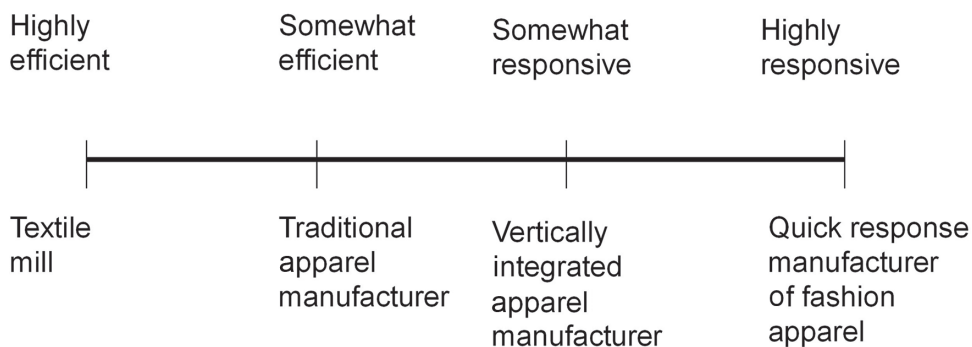 Highly
efficient
Somewhat
efficient
Somewhat
responsive
Highly
responsive
Textile
mill
Traditional
apparel
manufacturer
Vertically
integrated
apparel
manufacturer
Quick response
manufacturer
of fashion
apparel